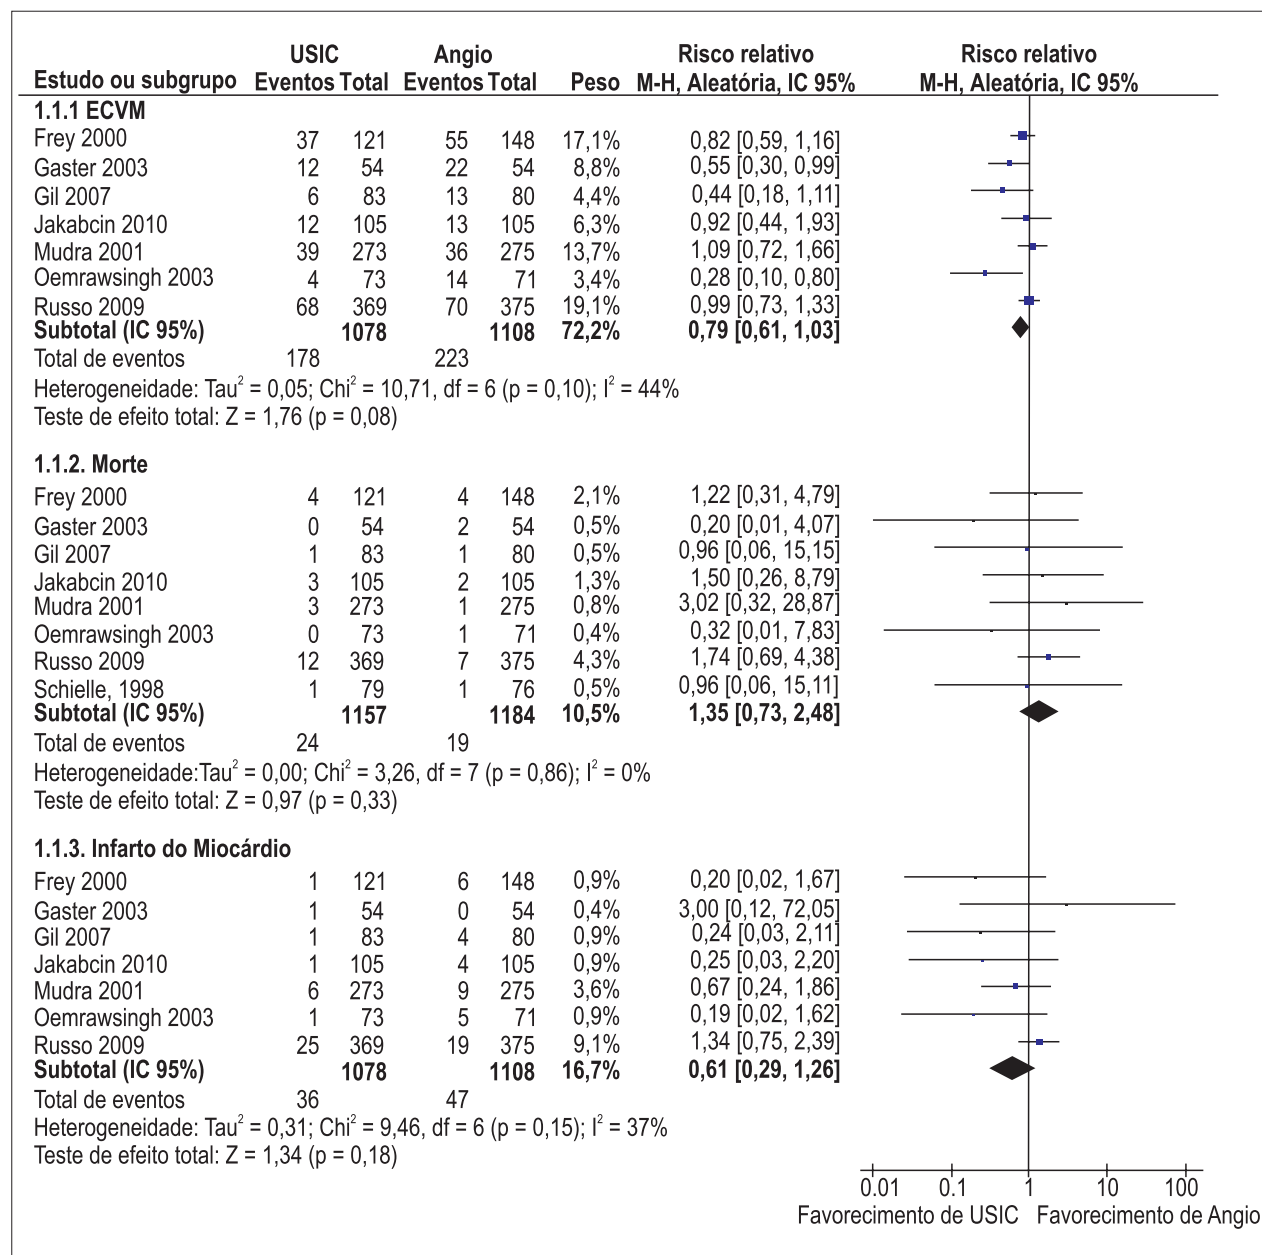 USIC Angio Risco relativo Risco relativo
Estudo ou subgrupo Eventos Total Eventos Total Peso M-H, Aleatória, IC 95% M-H, Aleatória, IC 95%
1.1.1 ECVM
Frey 2000 37 121 55 148 17,1% 0,82 [0,59, 1,16]
Gaster 2003 12 54 22 54 8,8% 0,55 [0,30, 0,99]
Gil 2007 6 83 13 80 4,4% 0,44 [0,18, 1,11]
Jakabcin 2010 12 105 13 105 6,3% 0,92 [0,44, 1,93]
Mudra 2001 39 273 36 275 13,7% 1,09 [0,72, 1,66]
Oemrawsingh 2003 4 73 14 71 3,4% 0,28 [0,10, 0,80]
Russo 2009 68 369 70 375 19,1% 0,99 [0,73, 1,33]
Subtotal (IC 95%) 1078 1108 72,2% 0,79 [0,61, 1,03]
Total de eventos 178 223
Heterogeneidade: Tau² = 0,05; Chi² = 10,71, df = 6 (p = 0,10); I² = 44%
Teste de efeito total: Z = 1,76 (p = 0,08)
1.1.2. Morte
Frey 2000 4 121 4 148 2,1% 1,22 [0,31, 4,79]
Gaster 2003 0 54 2 54 0,5% 0,20 [0,01, 4,07]
Gil 2007 1 83 1 80 0,5% 0,96 [0,06, 15,15]
Jakabcin 2010 3 105 2 105 1,3% 1,50 [0,26, 8,79]
Mudra 2001 3 273 1 275 0,8% 3,02 [0,32, 28,87]
Oemrawsingh 2003 0 73 1 71 0,4% 0,32 [0,01, 7,83]
Russo 2009 12 369 7 375 4,3% 1,74 [0,69, 4,38]
Schielle, 1998 1 79 1 76 0,5% 0,96 [0,06, 15,11]
Subtotal (IC 95%) 1157 1184 10,5% 1,35 [0,73, 2,48]
Total de eventos 24 19
Heterogeneidade:Tau² = 0,00; Chi² = 3,26, df = 7 (p = 0,86); I² = 0%
Teste de efeito total: Z = 0,97 (p = 0,33)
1.1.3. Infarto do Miocárdio
Frey 2000 1 121 6 148 0,9% 0,20 [0,02, 1,67]
Gaster 2003 1 54 0 54 0,4% 3,00 [0,12, 72,05]
Gil 2007 1 83 4 80 0,9% 0,24 [0,03, 2,11]
Jakabcin 2010 1 105 4 105 0,9% 0,25 [0,03, 2,20]
Mudra 2001 6 273 9 275 3,6% 0,67 [0,24, 1,86]
Oemrawsingh 2003 1 73 5 71 0,9% 0,19 [0,02, 1,62]
Russo 2009 25 369 19 375 9,1% 1,34 [0,75, 2,39]
Subtotal (IC 95%) 1078 1108 16,7% 0,61 [0,29, 1,26]
Total de eventos 36 47
Heterogeneidade: Tau² = 0,31; Chi² = 9,46, df = 6 (p = 0,15); I² = 37%
Teste de efeito total: Z = 1,34 (p = 0,18)
0.01 0.1 1 10 100
Favorecimento de USIC Favorecimento de Angio